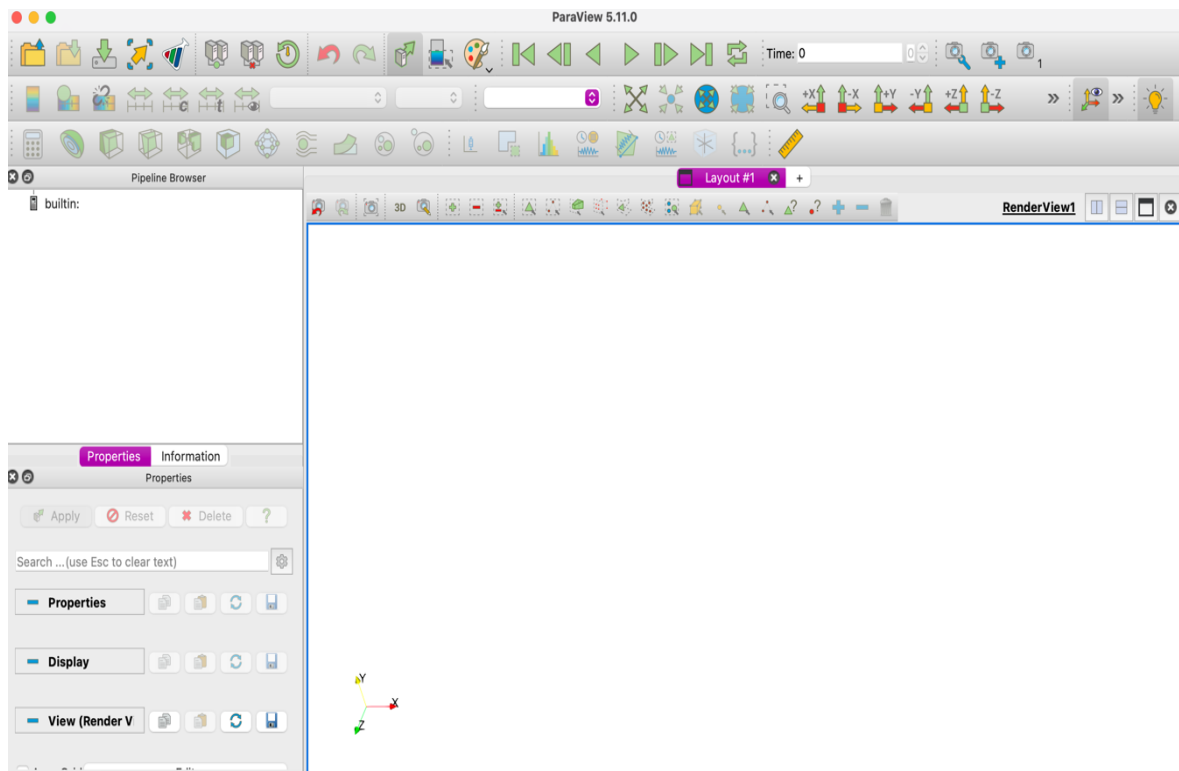 ParaView 5.11.0
Time: 0
0
1
+X
-X
+Y
-Y
+Z
-Z
Pipeline Browser
Layout #1
+
builtin:
3D
RenderView1
Properties
Information
Properties
Apply
Reset
Delete
?
Search ...(use Esc to clear text)
Properties
Display
View (Render V
Y
X
Z